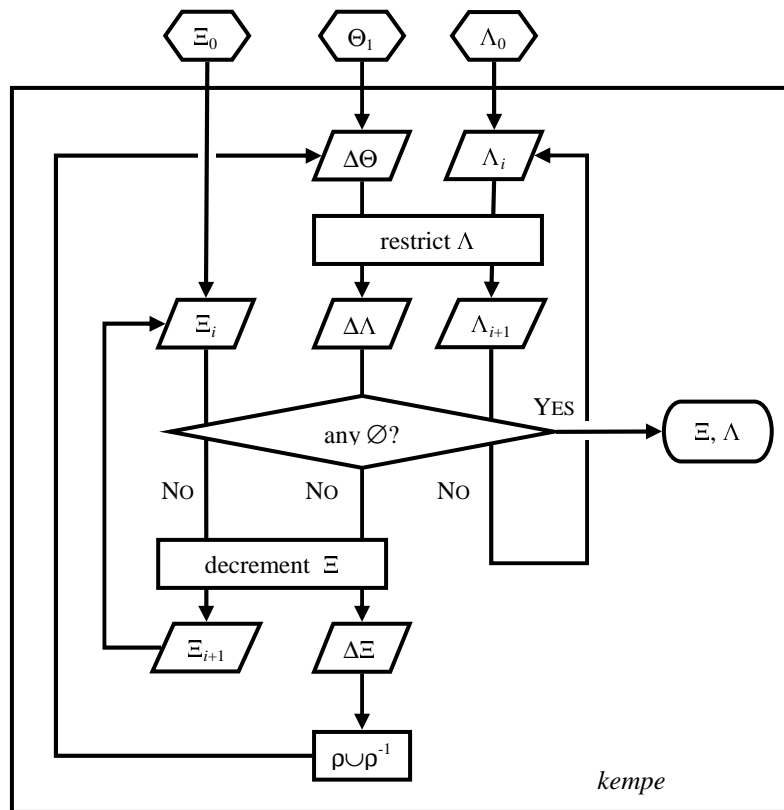 Ξ₀ Θ₁ Λ₀
ΔΘ Λᵢ
restrict Λ
Ξᵢ ΔΛ Λᵢ₊₁
YES
any ∅? Ξ, Λ
NO NO NO
decrement Ξ
Ξᵢ₊₁ ΔΞ
ρ∪ρ⁻¹
kempe